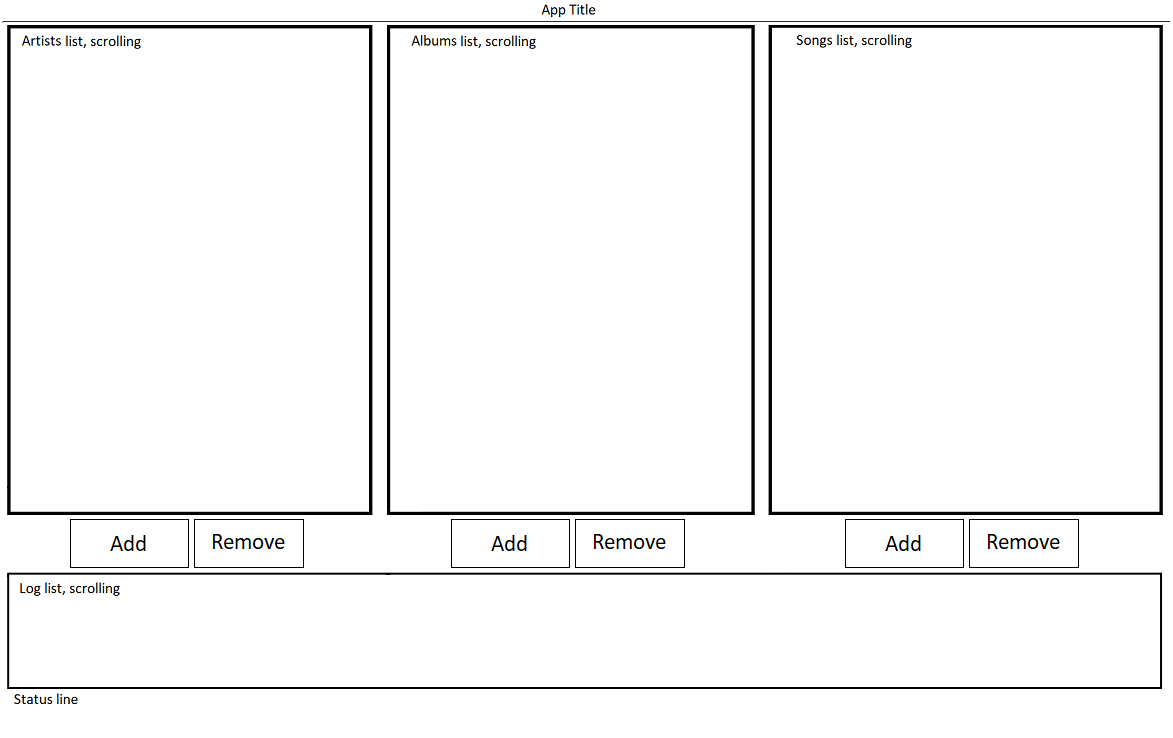 App Title
Artists list, scrolling
Albums list, scrolling
Songs list, scrolling
Add
Remove
Add
Remove
Add
Remove
Log list, scrolling
Status line